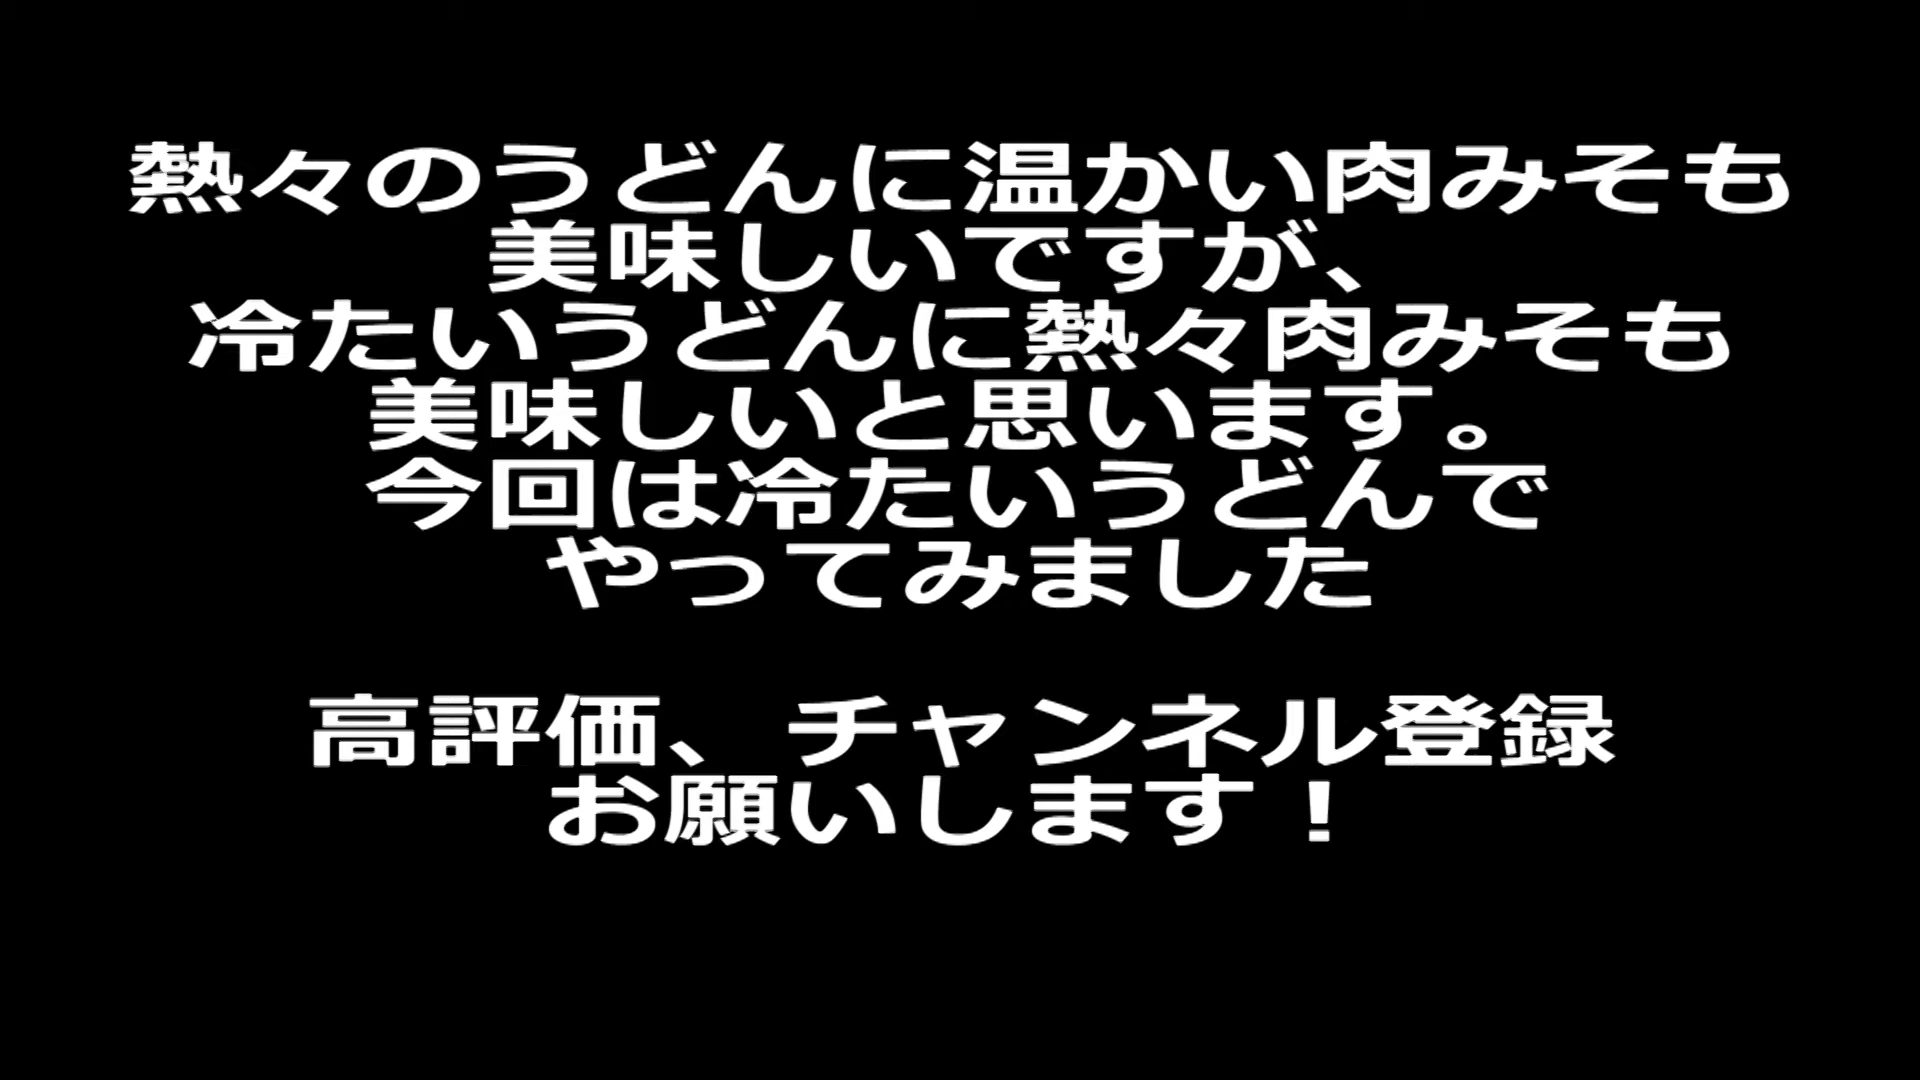 熱々のうどんに温かい肉みそも
美味しいですが、
冷たいうどんに熱々肉みそも
美味しいと思います。
今回は冷たいうどんで
やってみました
高評価、チャンネル登録
お願いします！